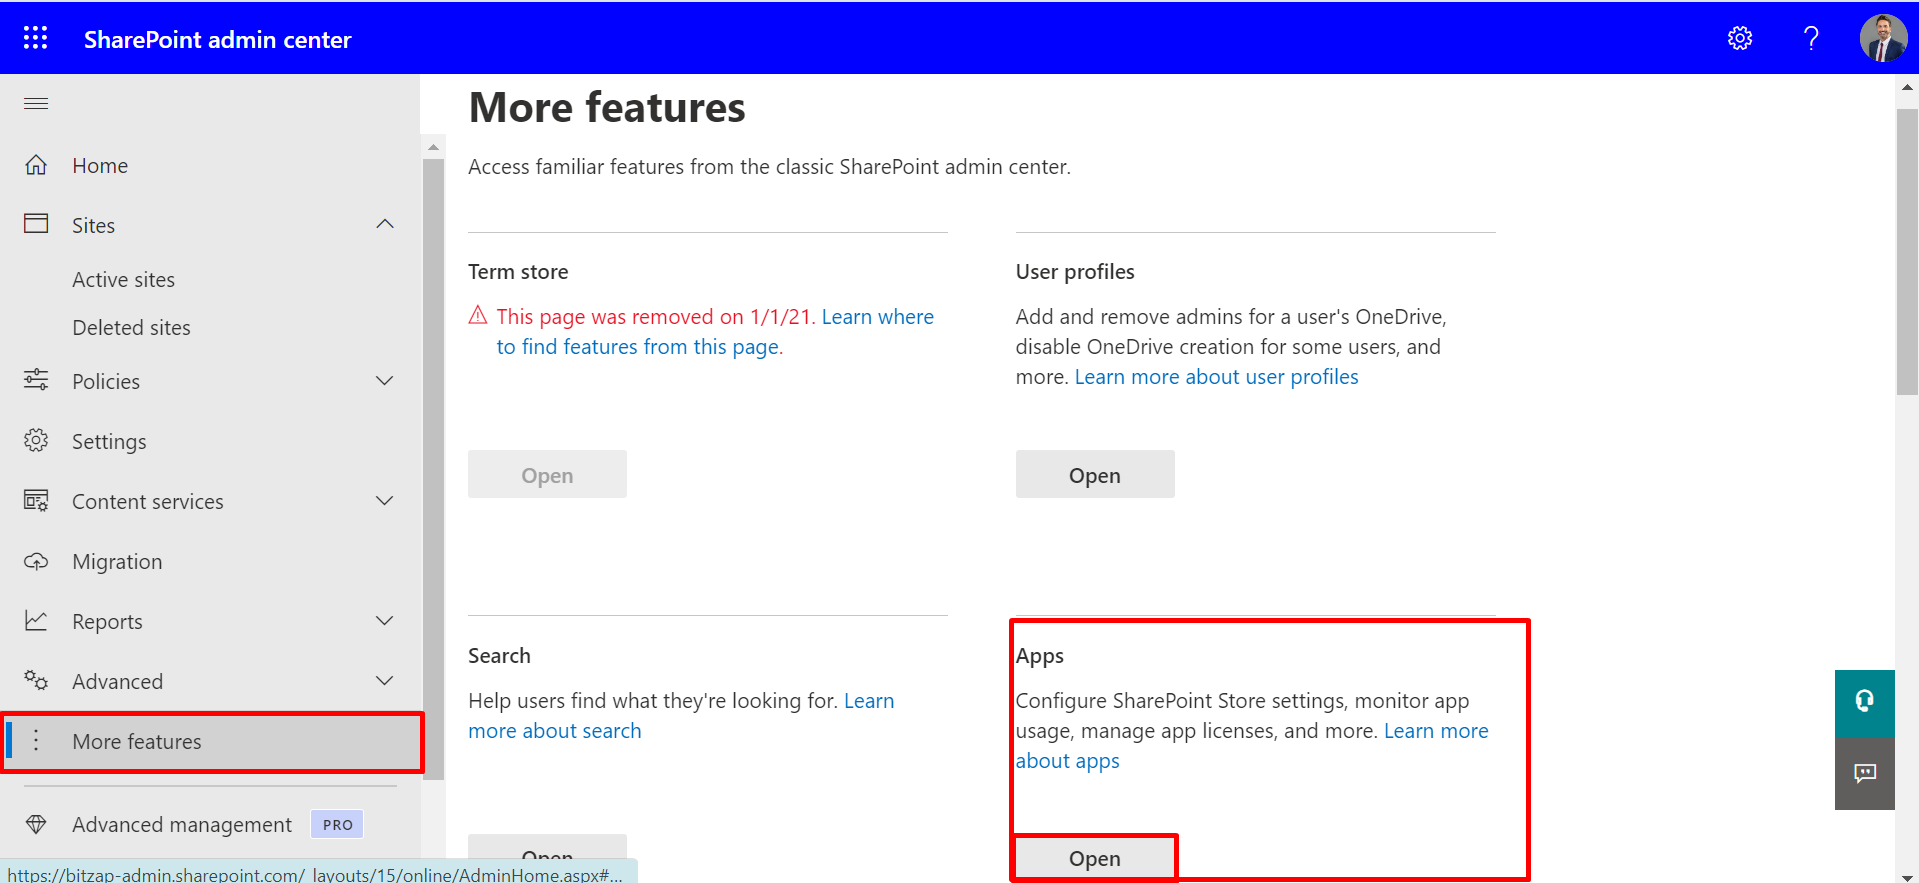 SharePoint admin center
More features
Access familiar features from the classic SharePoint admin center.
Home
Sites
Active sites
Deleted sites
Policies
Settings
Content services
Migration
Reports
Advanced
More features
Advanced management PRO
Term store
This page was removed on 1/1/21. Learn where
to find features from this page.
Open
User profiles
Add and remove admins for a user's OneDrive,
disable OneDrive creation for some users, and
more. Learn more about user profiles
Open
Search
Help users find what they're looking for. Learn
more about search
Open
Apps
Configure SharePoint Store settings, monitor app
usage, manage app licenses, and more. Learn more
about apps
Open
https://bitzap-admin.sharepoint.com/_layouts/15/online/AdminHome.aspx#...